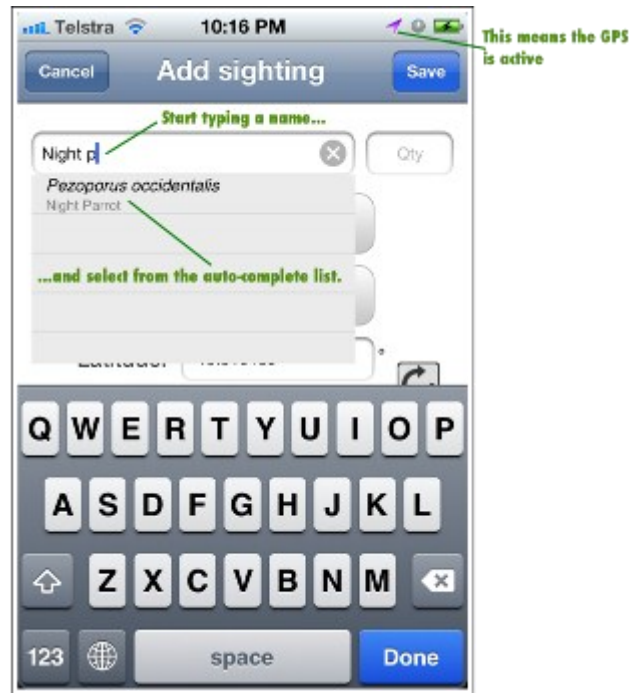 Telstra 10:16 PM
This means the GPS
is active
Cancel Add sighting Save
Start typing a name...
Night p Qty
Pezoporus occidentalis
Night Parrot
...and select from the auto-complete list.
Q W E R T Y U I O P
A S D F G H J K L
Z X C V B N M
123 space Done